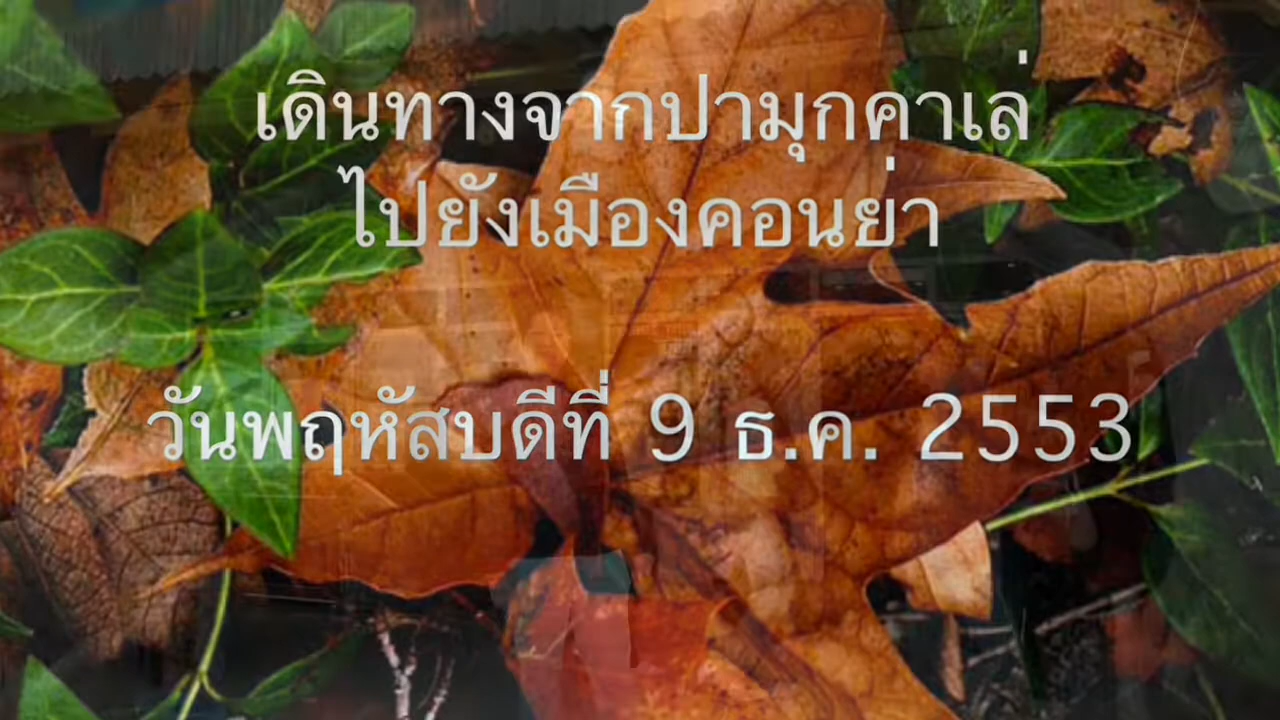 เดินทางจากปามุกคาเล่
ไปยังเมืองคอนย่า
วันพฤหัสบดีที่ 9 ธ.ค. 2553